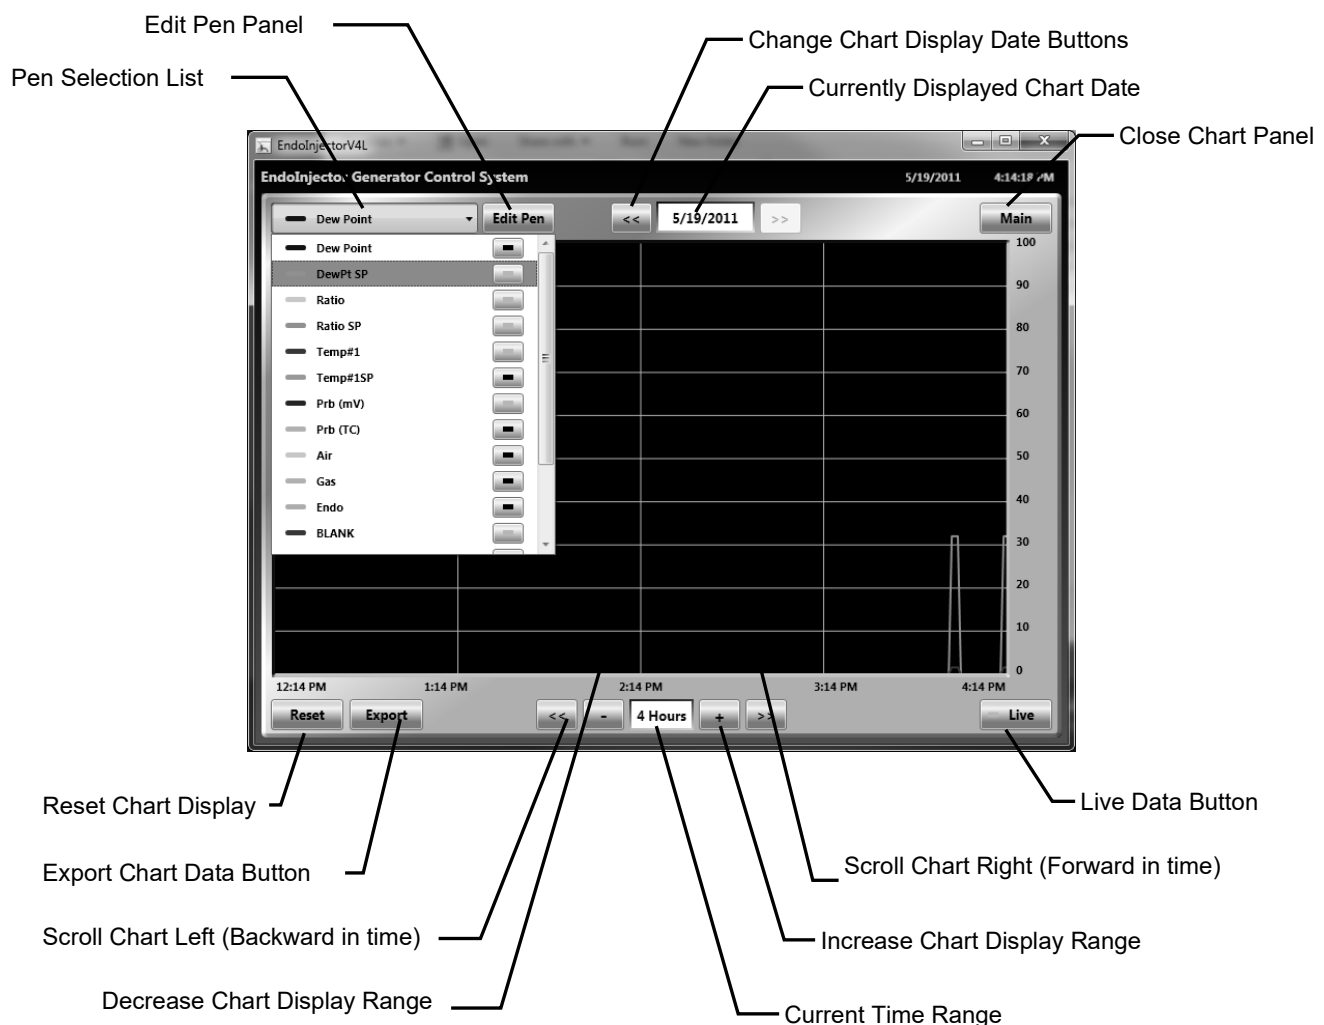 Edit Pen Panel
Change Chart Display Date Buttons
Pen Selection List
Currently Displayed Chart Date
Close Chart Panel
EndoInjectorV4L
EndoInjector Generator Control System
5/19/2011 4:14:18 PM
Dew Point
Edit Pen
<< 5/19/2011 >>
Main
Dew Point
DewPt SP
Ratio
Ratio SP
Temp#1
Temp#1SP
Prb (mV)
Prb (TC)
Air
Gas
Endo
BLANK
100
90
80
70
60
50
40
30
20
10
0
12:14 PM 1:14 PM 2:14 PM 3:14 PM 4:14 PM
Reset Export << - 4 Hours + >> Live
Reset Chart Display
Live Data Button
Export Chart Data Button
Scroll Chart Right (Forward in time)
Scroll Chart Left (Backward in time)
Increase Chart Display Range
Decrease Chart Display Range
Current Time Range